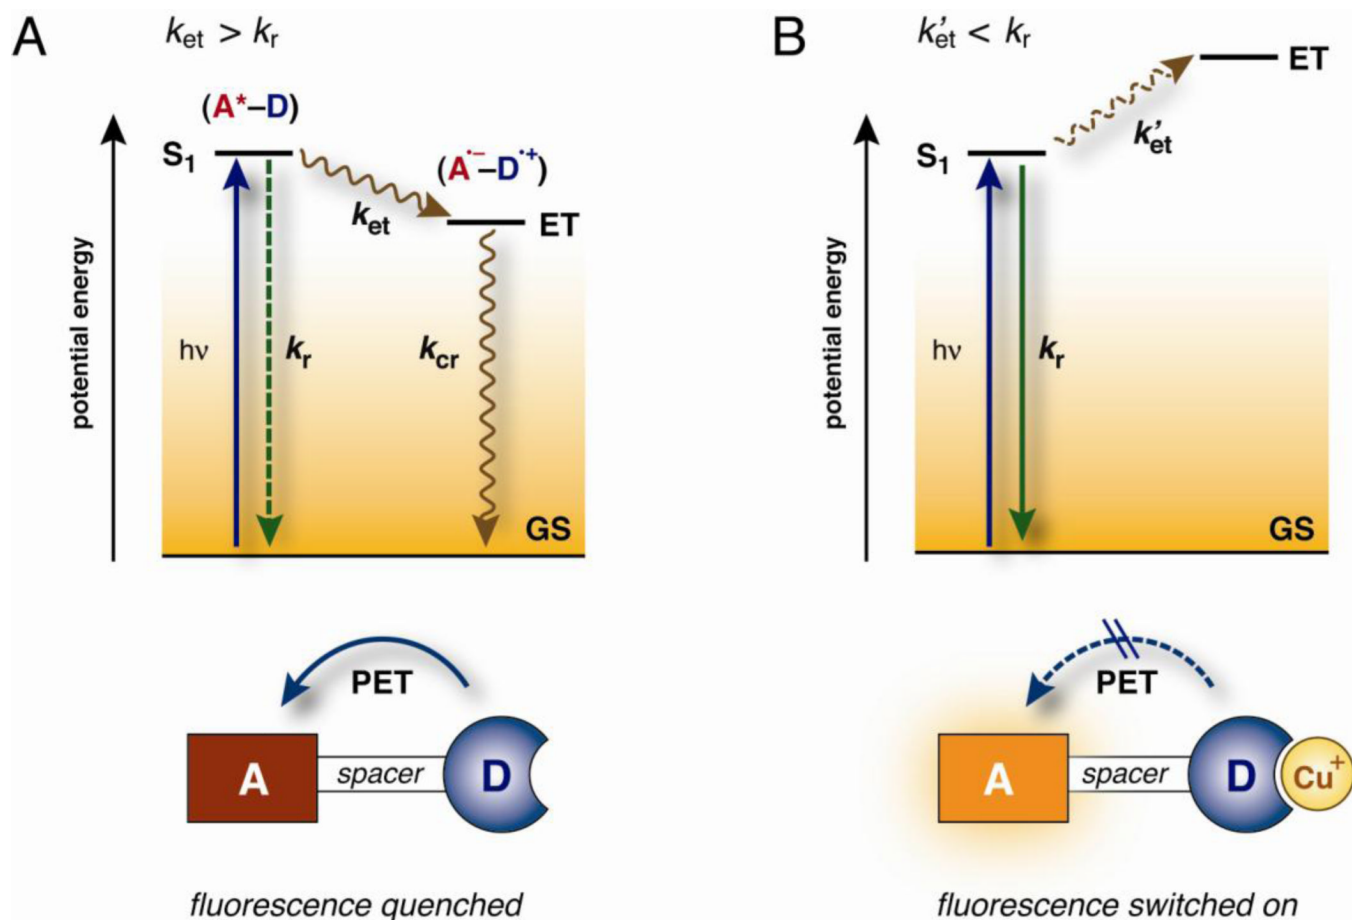 A
k_et > k_r
(A*–D)
S₁
(A^•––D^•+)
ET
k_et
potential energy
hν
k_r
k_cr
GS
PET
A
spacer
D
fluorescence quenched
B
k'_et < k_r
ET
k'_et
S₁
potential energy
hν
k_r
GS
PET
A
spacer
D
Cu⁺
fluorescence switched on